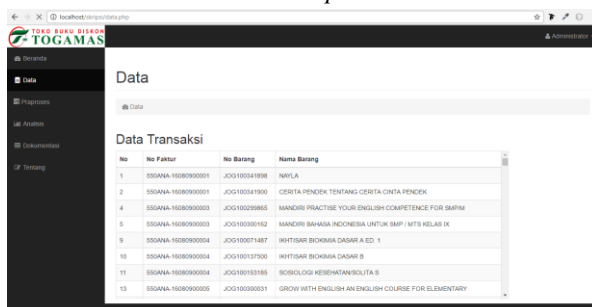 localhost/skripsi/data.php
TOKO BUKU DISKON
TOGAMAS
Administrator
Beranda
Data
Praproses
Analisis
Dokumentasi
Tentang
Data
Data
Data Transaksi
No No Faktur No Barang Nama Barang
1 550ANA-16080900001 JOG100341898 NAYLA
2 550ANA-16080900001 JOG100341900 CERITA PENDEK TENTANG CERITA CINTA PENDEK
4 550ANA-16080900003 JOG100299865 MANDIRI PRACTISE YOUR ENGLISH COMPETENCE FOR SMP/M
5 550ANA-16080900003 JOG100300162 MANDIRI BAHASA INDONESIA UNTUK SMP / MTS KELAS IX
9 550ANA-16080900004 JOG100071487 IKHTISAR BIOKIMIA DASAR A ED. 1
10 550ANA-16080900004 JOG100137500 IKHTISAR BIOKIMIA DASAR B
11 550ANA-16080900004 JOG100153185 SOSIOLOGI KESEHATAN/SOLITA S
13 550ANA-16080900005 JOG100300031 GROW WITH ENGLISH AN ENGLISH COURSE FOR ELEMENTARY